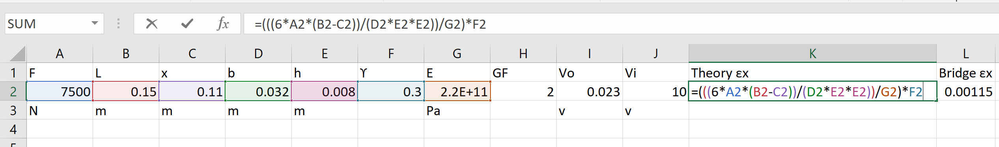 SUM =(((6*A2*(B2-C2))/(D2*E2*E2))/G2)*F2
A B C D E F G H I J K L
1 F L x b h ϒ E GF Vo Vi Theory εx Bridge εx
2 7500 0.15 0.11 0.032 0.008 0.3 2.2E+11 2 0.023 10 =(((6*A2*(B2-C2))/(D2*E2*E2))/G2)*F2 0.00115
3 N m m m m Pa v v
4